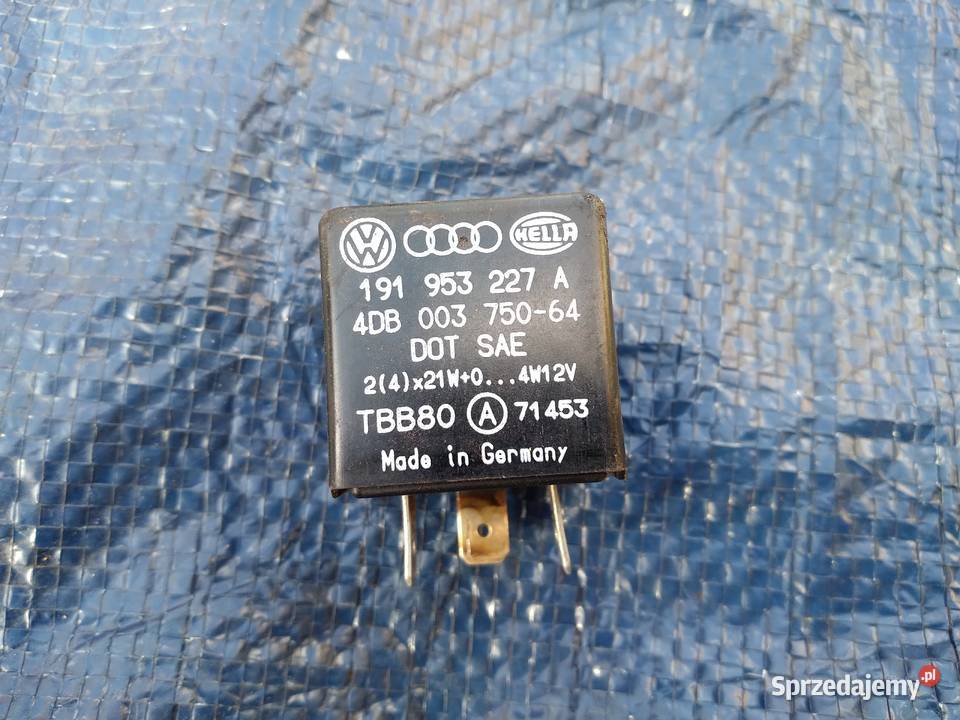 VW HELLA
191 953 227 A
4DB 003 750-64
DOT SAE
2(4)x21W+0...4W12V
TBB80 A 71453
Made in Germany
Sprzedajemy.pl